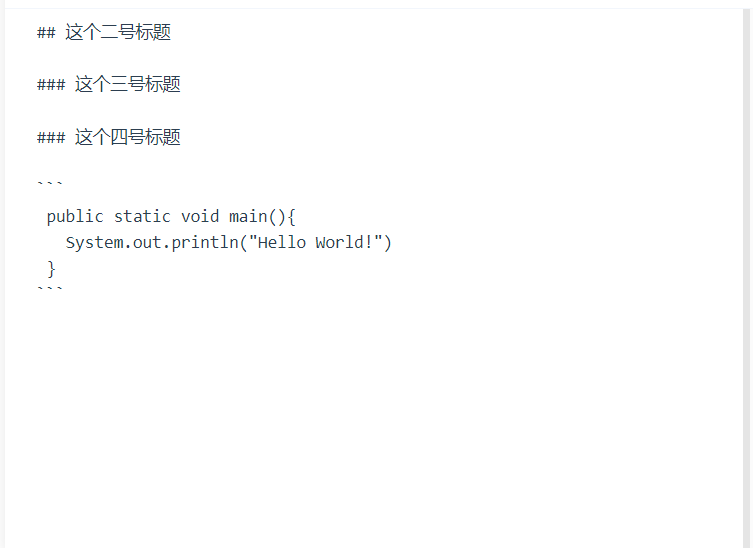 ## 这个二号标题
### 这个三号标题
### 这个四号标题
```
 public static void main(){
   System.out.println("Hello World!")
 }
```